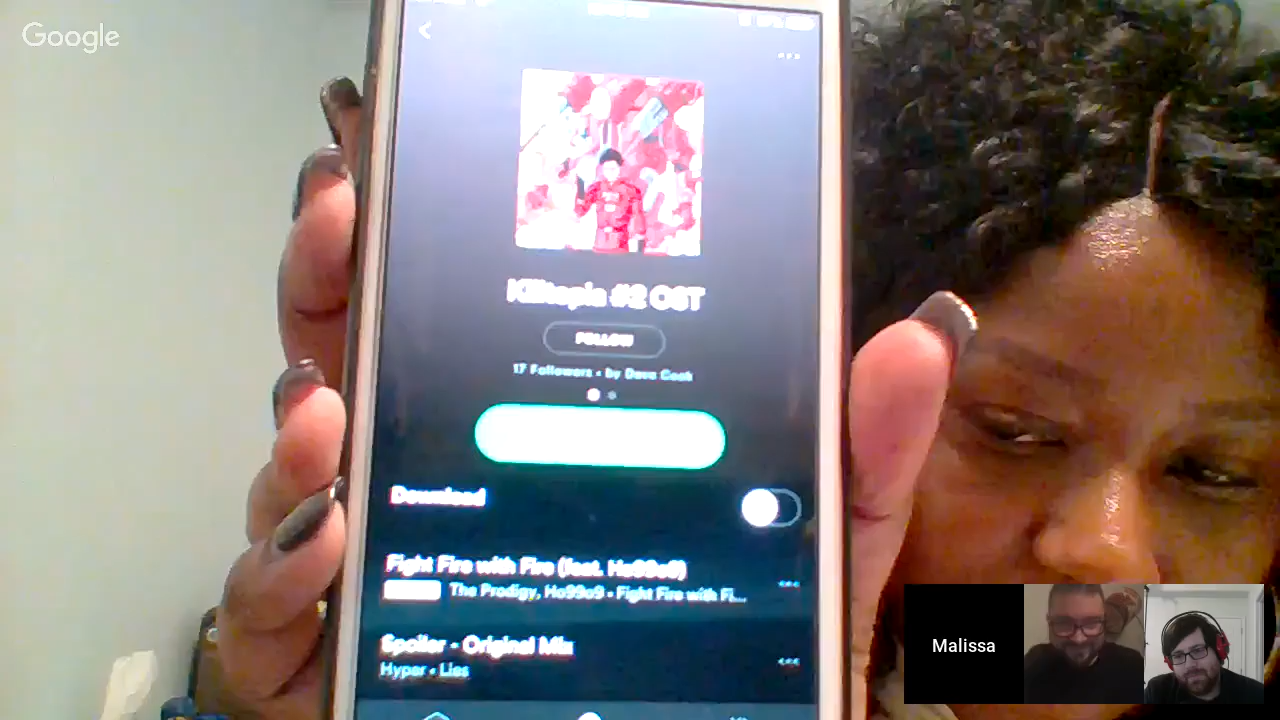 Google
Killtopia #2 OST
FOLLOW
17 Followers • by Dave Cook
Download
Fight Fire with Fire (feat. Ho99o9)
The Prodigy, Ho99o9 • Fight Fire with Fi...
Spoiler - Original Mix
Hyper • Lies
Malissa